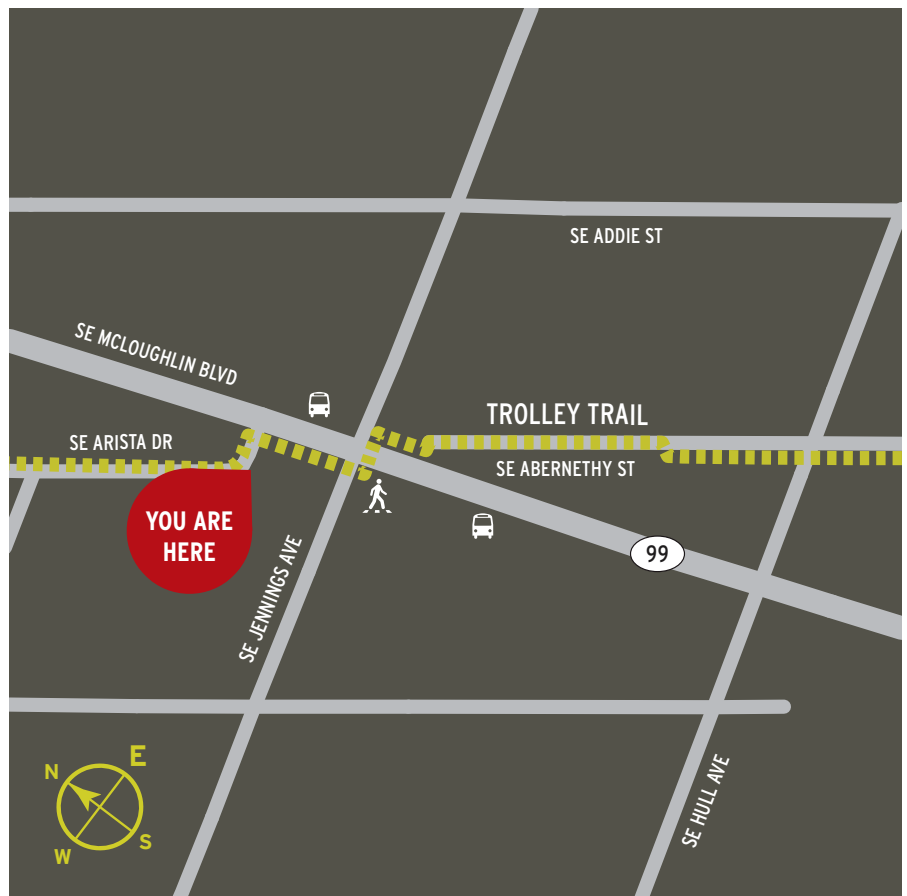 SE ADDIE ST
SE MCLOUGHLIN BLVD
TROLLEY TRAIL
SE ARISTA DR
SE ABERNETHY ST
YOU ARE
HERE
99
SE JENNINGS AVE
SE HULL AVE
N
E
W
S